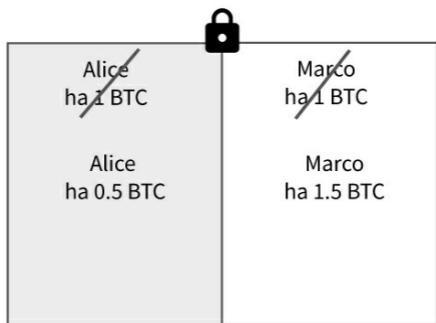 Alice
ha 1 BTC
Alice
ha 0.5 BTC
Marco
ha 1 BTC
Marco
ha 1.5 BTC